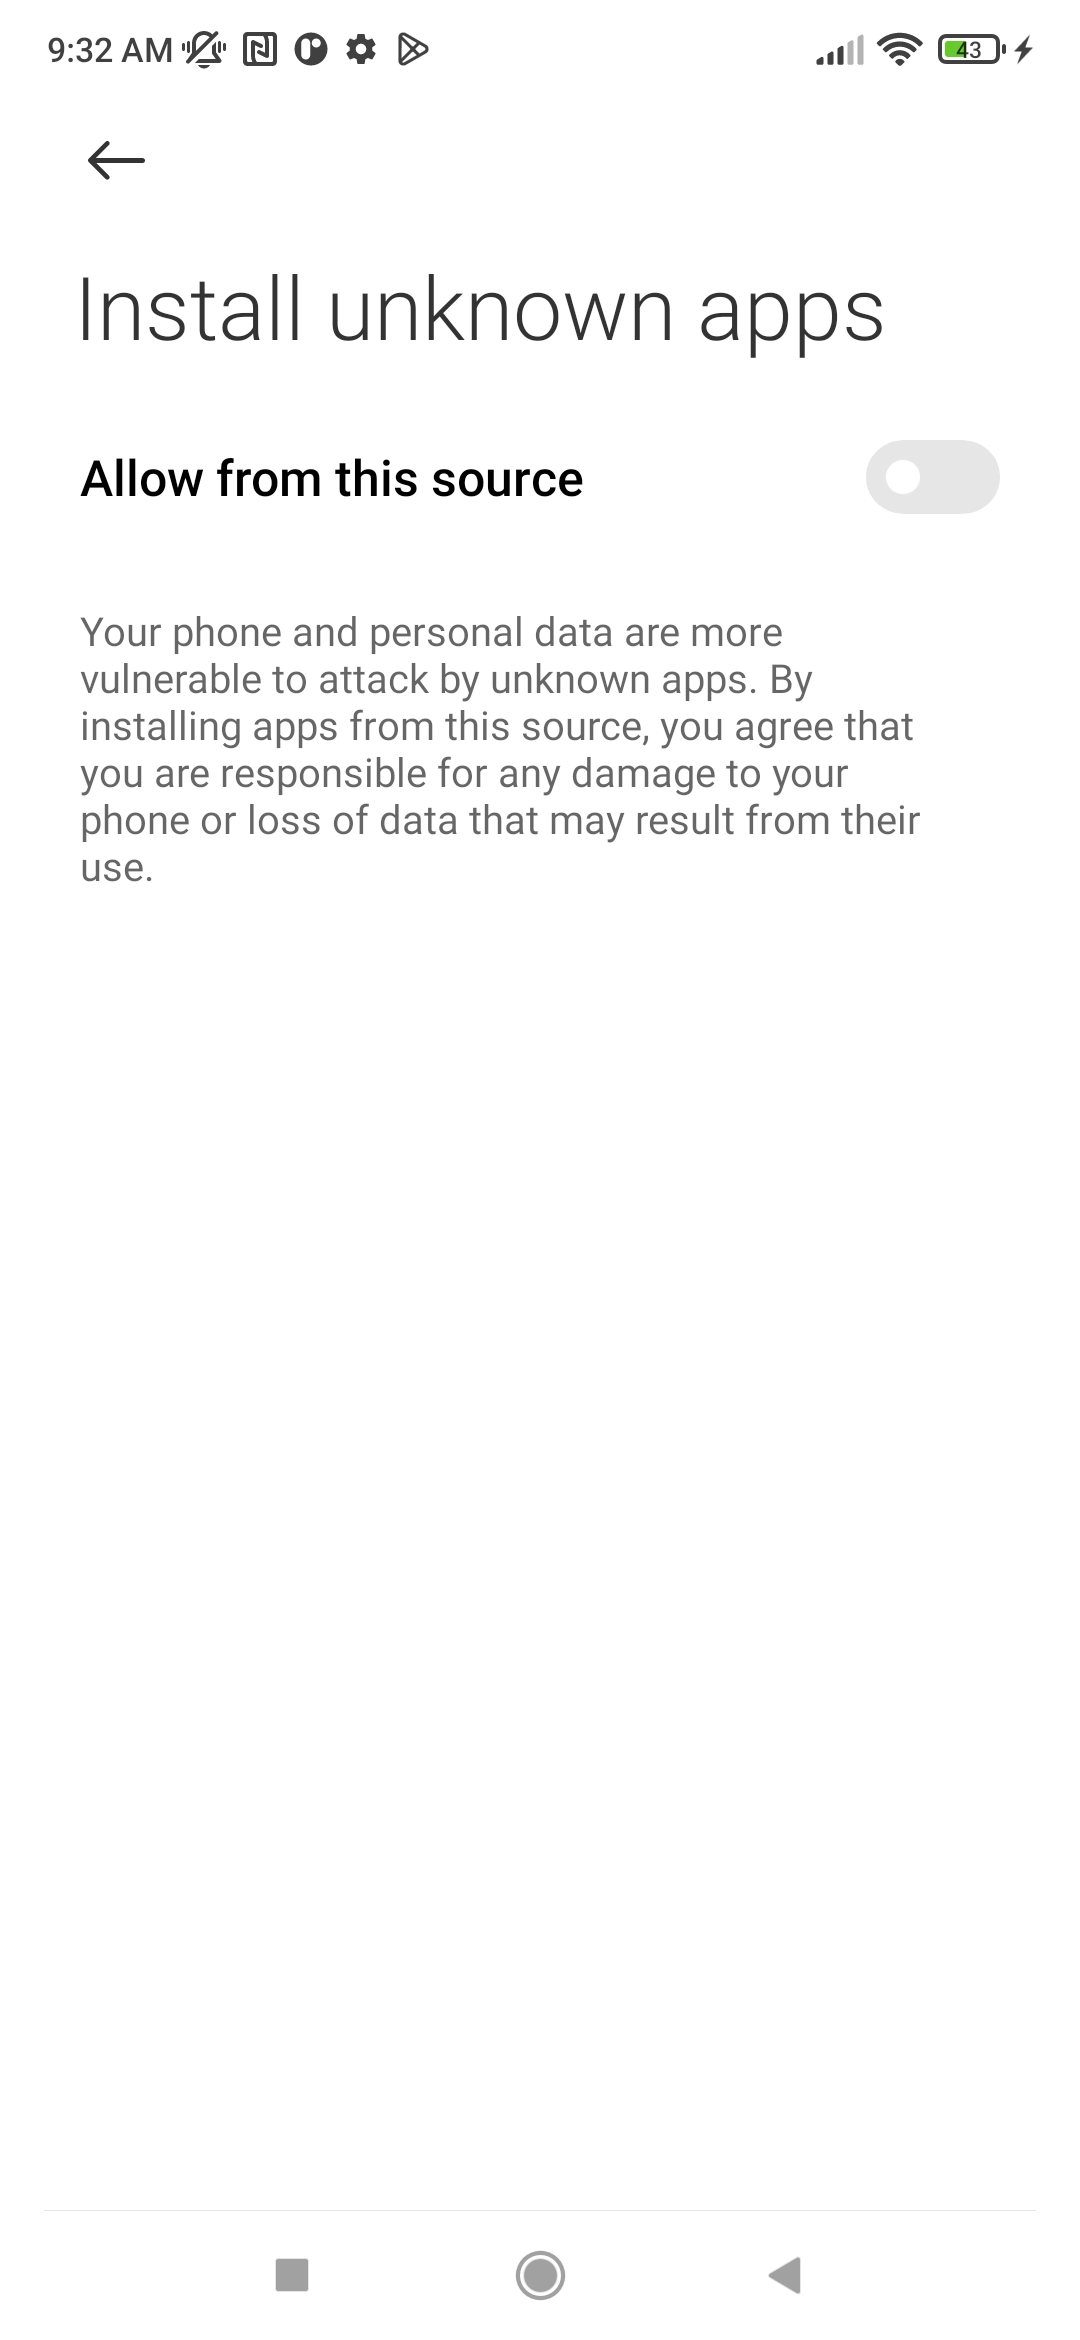 9:32 AM
43
Install unknown apps
Allow from this source
Your phone and personal data are more
vulnerable to attack by unknown apps. By
installing apps from this source, you agree that
you are responsible for any damage to your
phone or loss of data that may result from their
use.